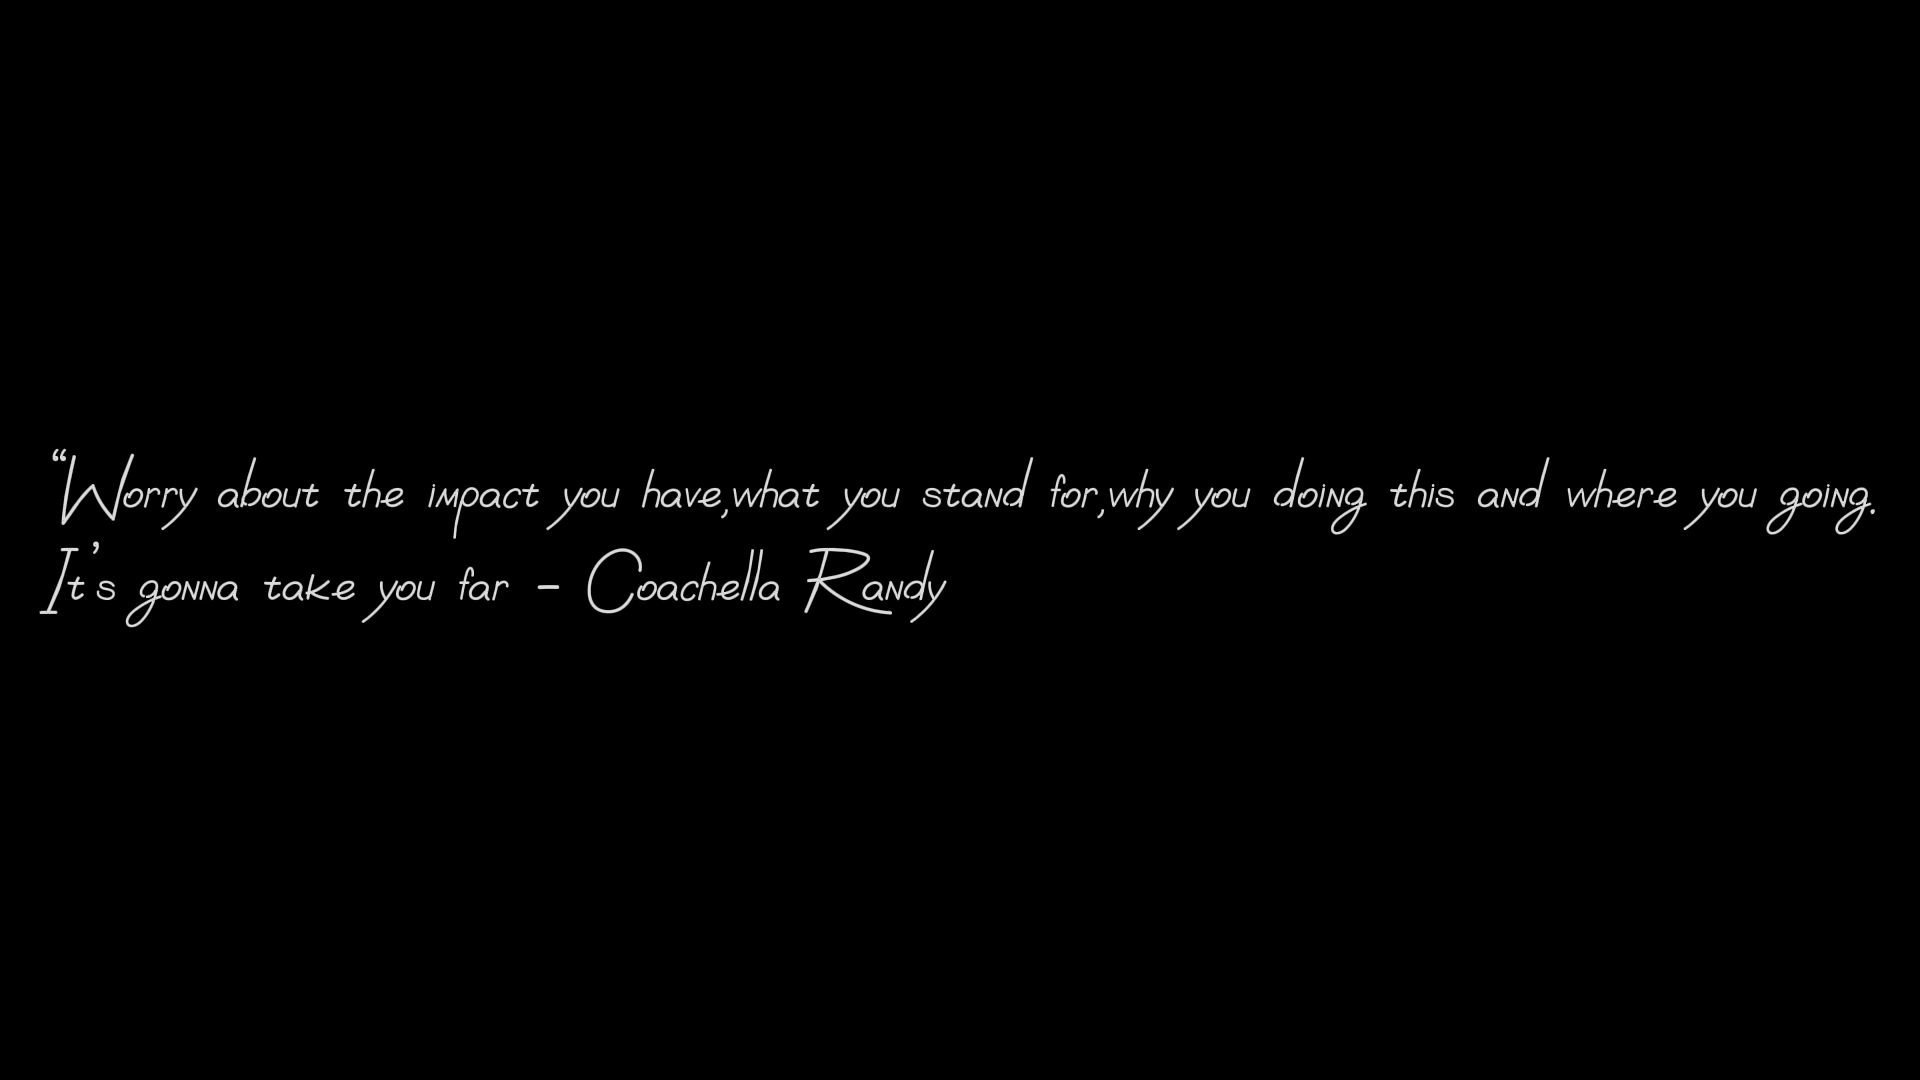 “Worry about the impact you have,what you stand for,why you doing this and where you going.
It's gonna take you far - Coachella Randy